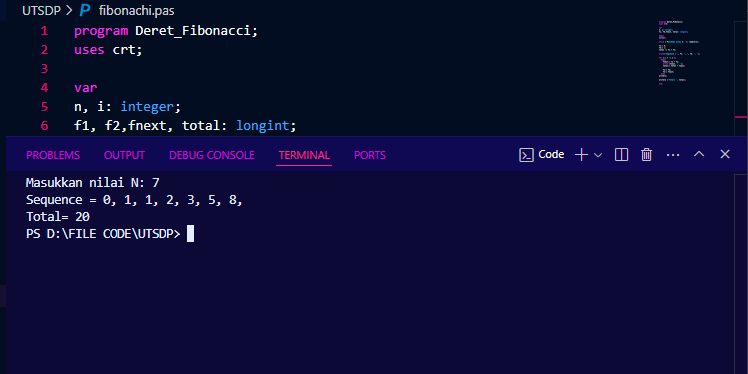 UTSDP > P fibonachi.pas
1 program Deret_Fibonacci;
2 uses crt;
3
4 var
5 n, i: integer;
6 f1, f2,fnext, total: longint;
PROBLEMS OUTPUT DEBUG CONSOLE TERMINAL PORTS Code
Masukkan nilai N: 7
Sequence = 0, 1, 1, 2, 3, 5, 8,
Total= 20
PS D:\FILE CODE\UTSDP>